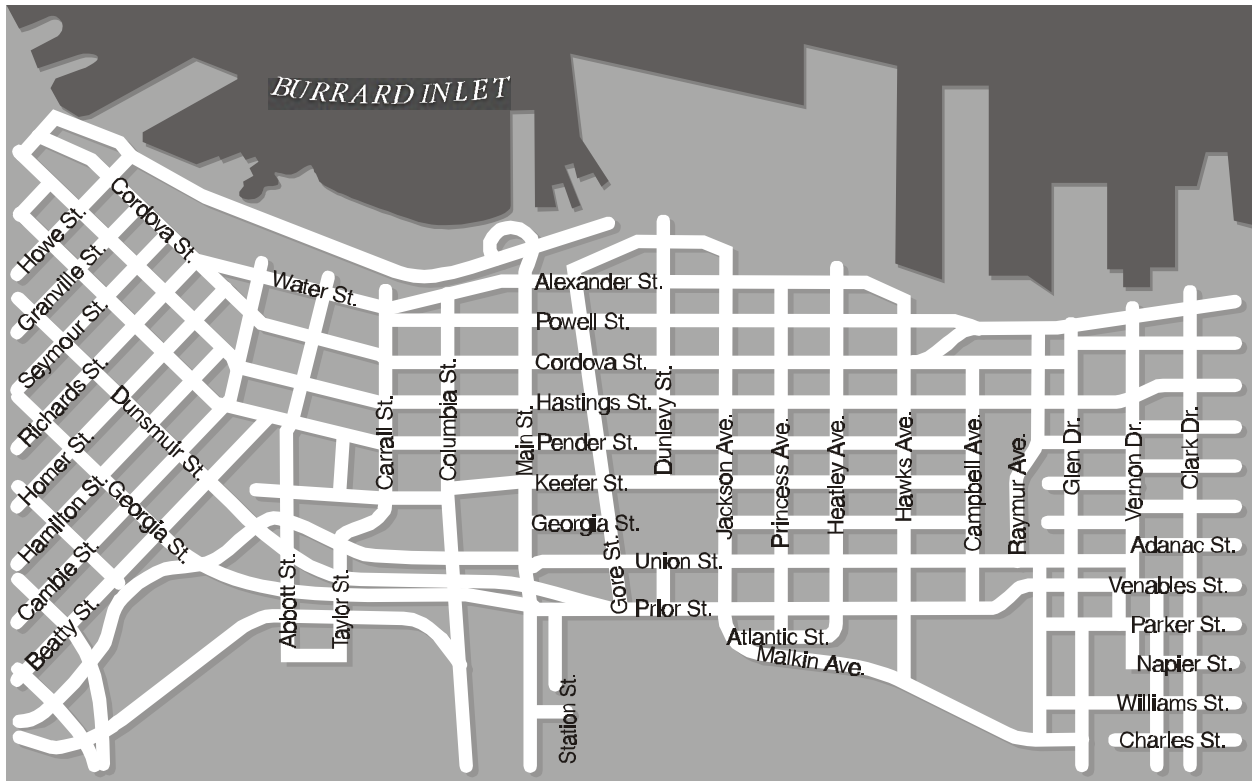 BURRARD INLET
Cordova St.
Howe St.
Granville St.
Water St.
Seymour St.
Richards St.
Dunsmuir St.
Homer St.
Georgia St.
Hamilton St.
Cambie St.
Beatty St.
Abbott St.
Taylor St.
Carrall St.
Columbia St.
Main St.
Alexander St.
Powell St.
Cordova St.
Hastings St.
Pender St.
Keefer St.
Georgia St.
Union St.
Prior St.
Gore St.
Station St.
Dunlevy St.
Jackson Ave.
Princess Ave.
Heatley Ave.
Hawks Ave.
Campbell Ave.
Raymur Ave.
Glen Dr.
Vernon Dr.
Clark Dr.
Atlantic St.
Malkin Ave.
Adanac St.
Venables St.
Parker St.
Napier St.
Williams St.
Charles St.